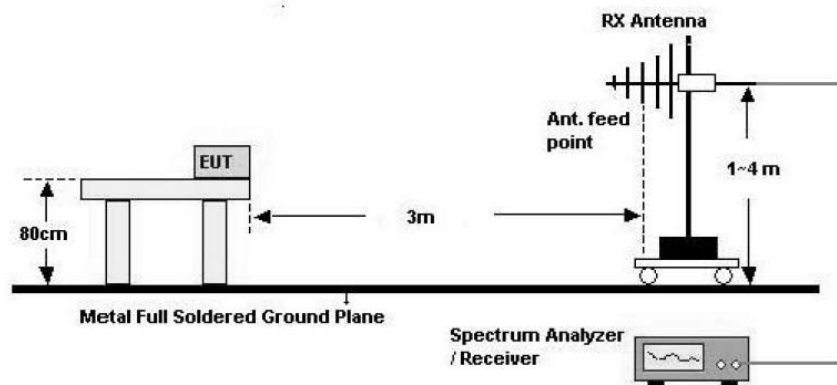 RX Antenna
Ant. feed
point
EUT
1~4 m
3m
80cm
Metal Full Soldered Ground Plane
Spectrum Analyzer
/ Receiver